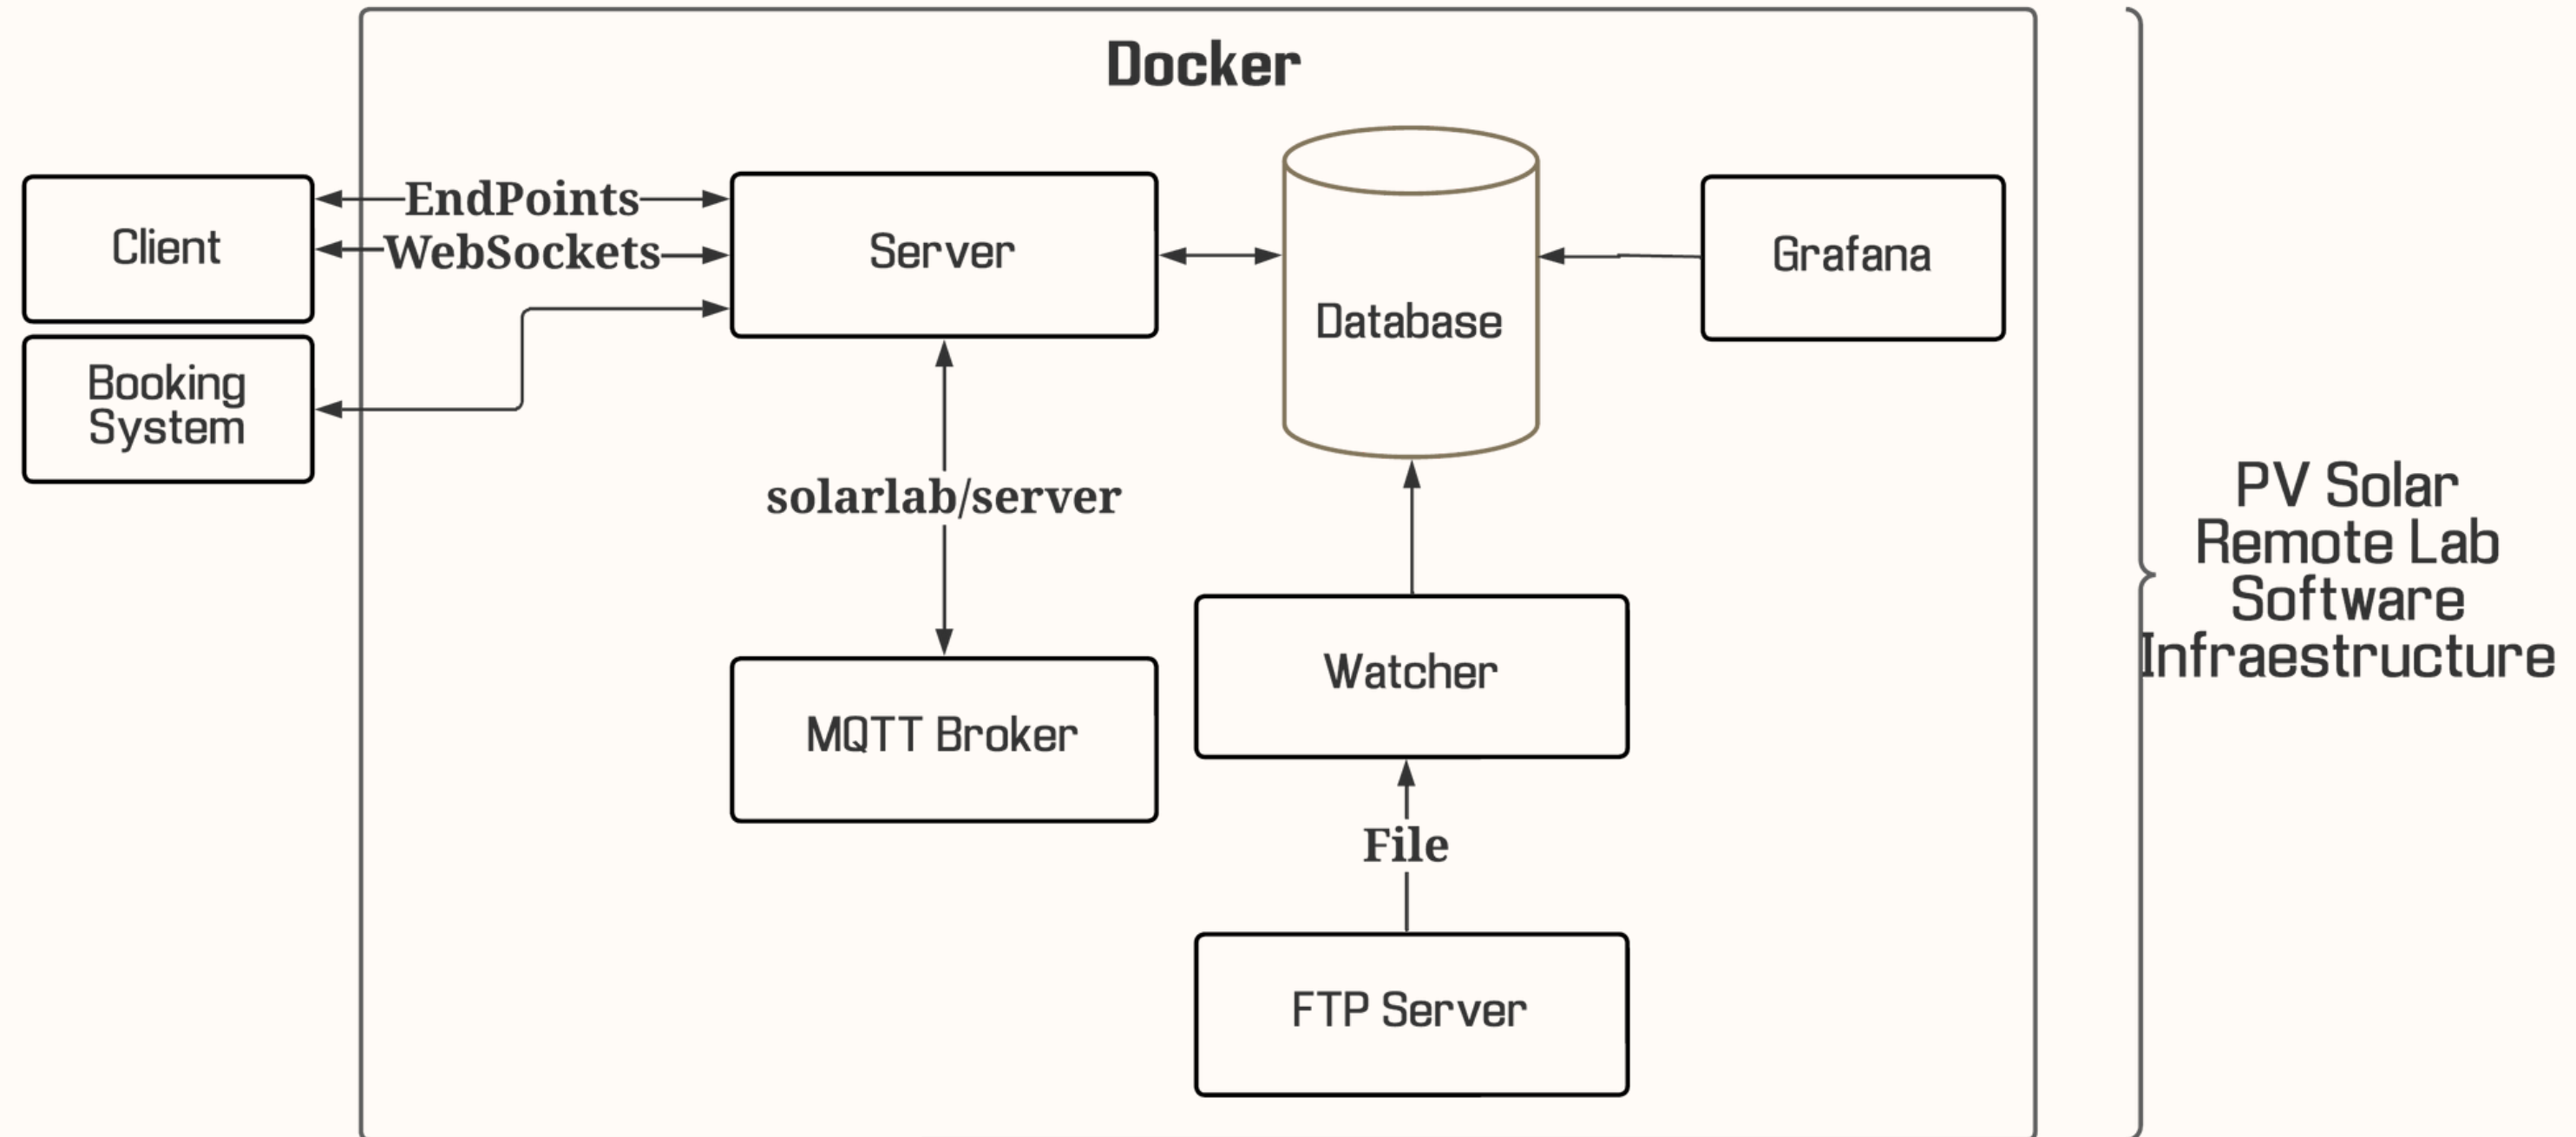 Docker
Client
EndPoints
WebSockets
Server
Database
Grafana
Booking
System
solarlab/server
MQTT Broker
Watcher
File
FTP Server
PV Solar
Remote Lab
Software
Infraestructure